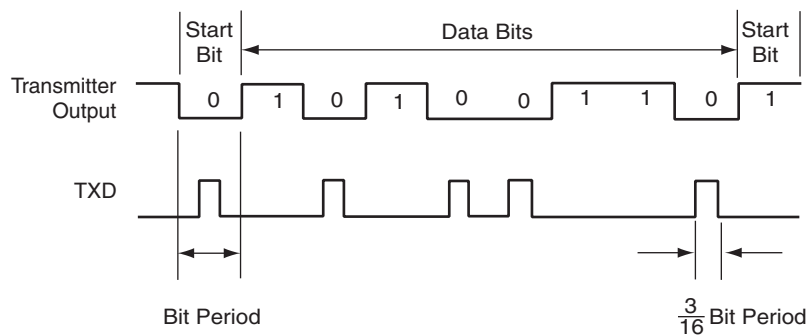 Start Bit
Data Bits
Start Bit
Transmitter Output
0 1 0 1 0 0 1 1 0 1
TXD
Bit Period
3/16 Bit Period